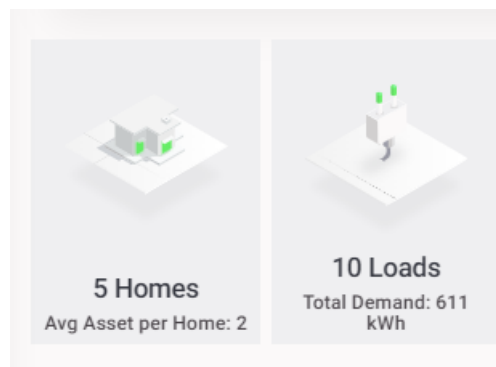 5 Homes
Avg Asset per Home: 2
10 Loads
Total Demand: 611
kWh